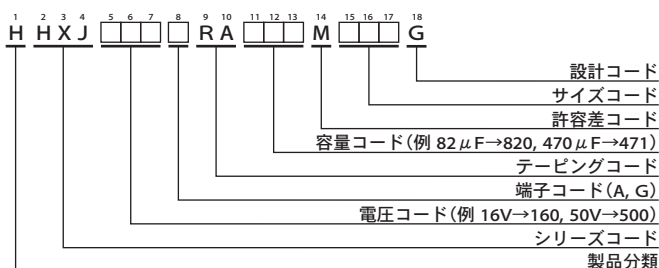 1 2 3 4 5 6 7 8 9 10 11 12 13 14 15 16 17 18
H HXJ □□□ □ RA □□□ M □□□ G
設計コード
サイズコード
許容差コード
容量コード(例 82μF→820, 470μF→471)
テーピングコード
端子コード(A, G)
電圧コード(例 16V→160, 50V→500)
シリーズコード
製品分類